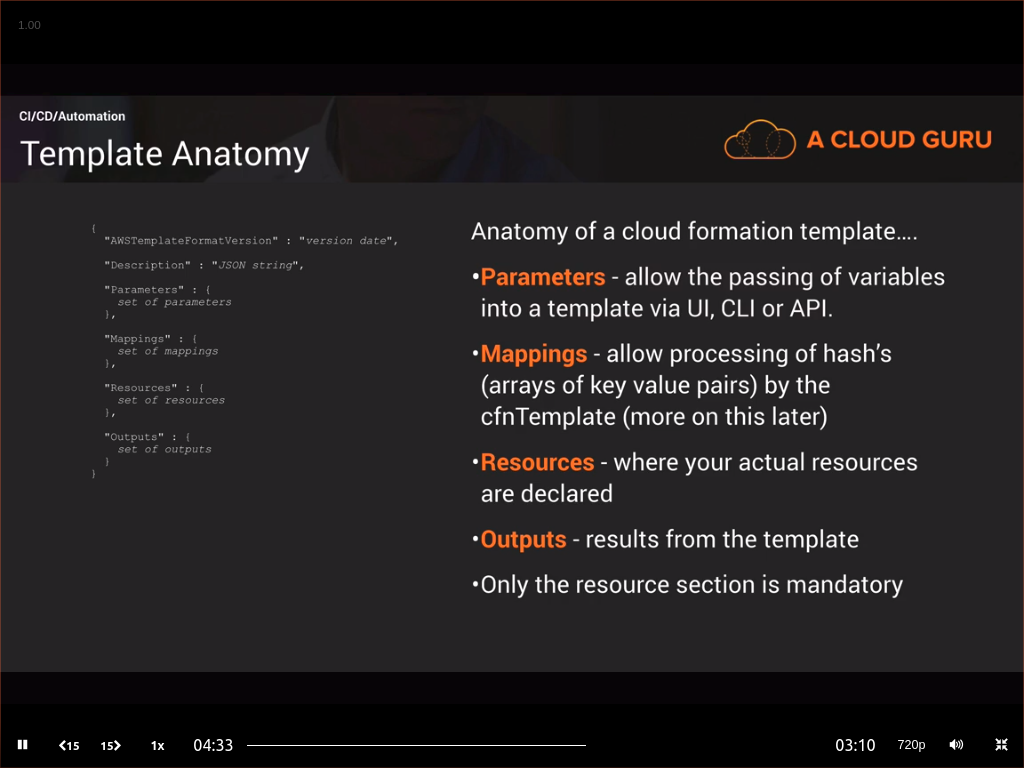 1.00
CI/CD/Automation
Template Anatomy
A CLOUD GURU
{
"AWSTemplateFormatVersion" : "version date",
"Description" : "JSON string",
"Parameters" : {
set of parameters
},
"Mappings" : {
set of mappings
},
"Resources" : {
set of resources
},
"Outputs" : {
set of outputs
}
}
Anatomy of a cloud formation template....
•Parameters - allow the passing of variables
into a template via UI, CLI or API.
•Mappings - allow processing of hash's
(arrays of key value pairs) by the
cfnTemplate (more on this later)
•Resources - where your actual resources
are declared
•Outputs - results from the template
•Only the resource section is mandatory
15 15 1x 04:33 03:10 720p